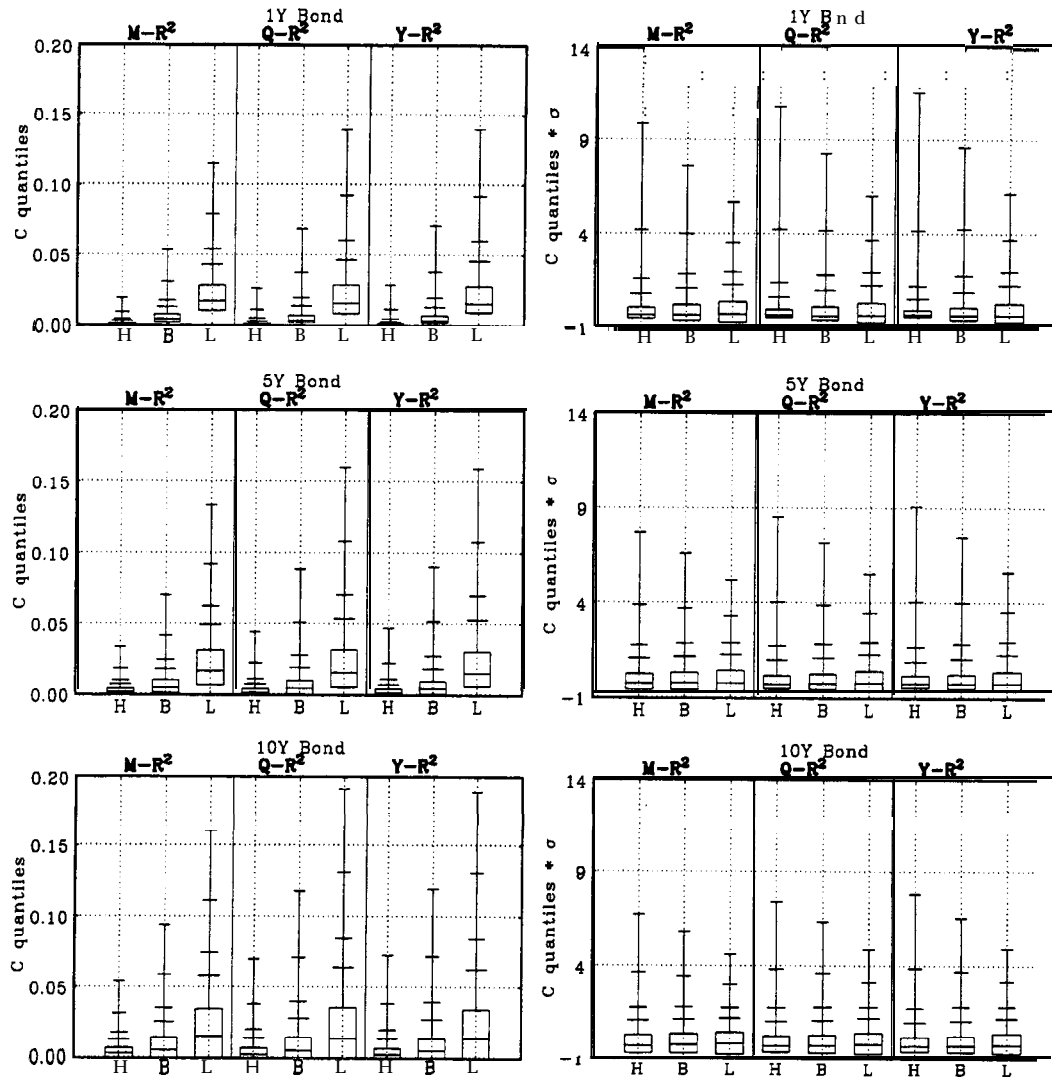 1Y Bond
M-R² Q-R² Y-R²
0.20
0.15
0.10
0.05
0.00
C quantiles
H B L H B L H B L
1Y B n d
M-R² Q-R² Y-R²
14
9
4
-1
C quantiles * σ
H B L H B L H B L
5Y Bond
M-R² Q-R² Y-R²
0.20
0.15
0.10
0.05
0.00
C quantiles
H B L H B L H B L
5Y Bond
M-R² Q-R² Y-R²
14
9
4
-1
C quantiles * σ
H B L H B L H B L
10Y Bond
M-R² Q-R² Y-R²
0.20
0.15
0.10
0.05
0.00
C quantiles
H B L H B L H B L
10Y Bond
M-R² Q-R² Y-R²
14
9
4
-1
C quantiles * σ
H B L H B L H B L